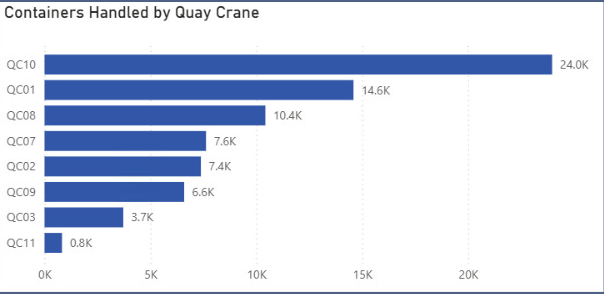 Containers Handled by Quay Crane
QC10 24.0K
QC01 14.6K
QC08 10.4K
QC07 7.6K
QC02 7.4K
QC09 6.6K
QC03 3.7K
QC11 0.8K
0K 5K 10K 15K 20K